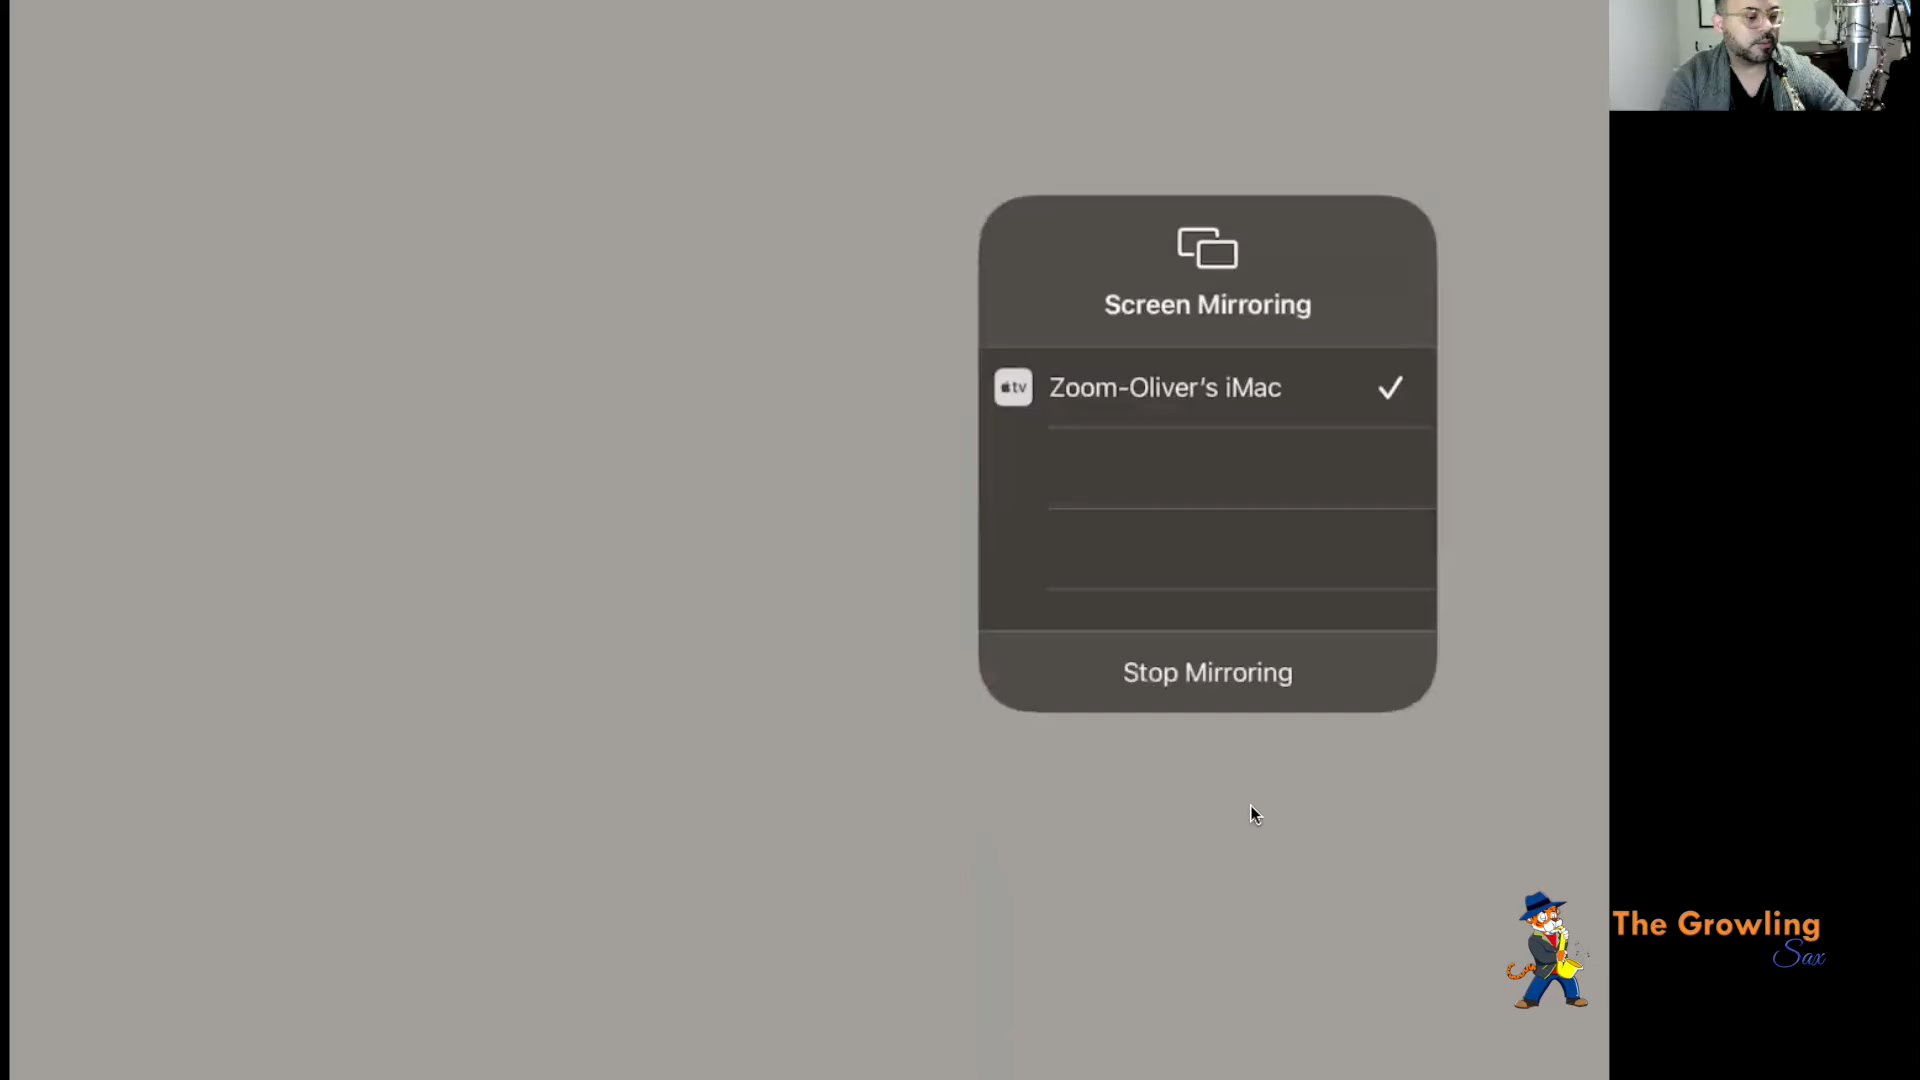 Screen Mirroring
tv
Zoom-Oliver’s iMac
Stop Mirroring
The Growling
Sax